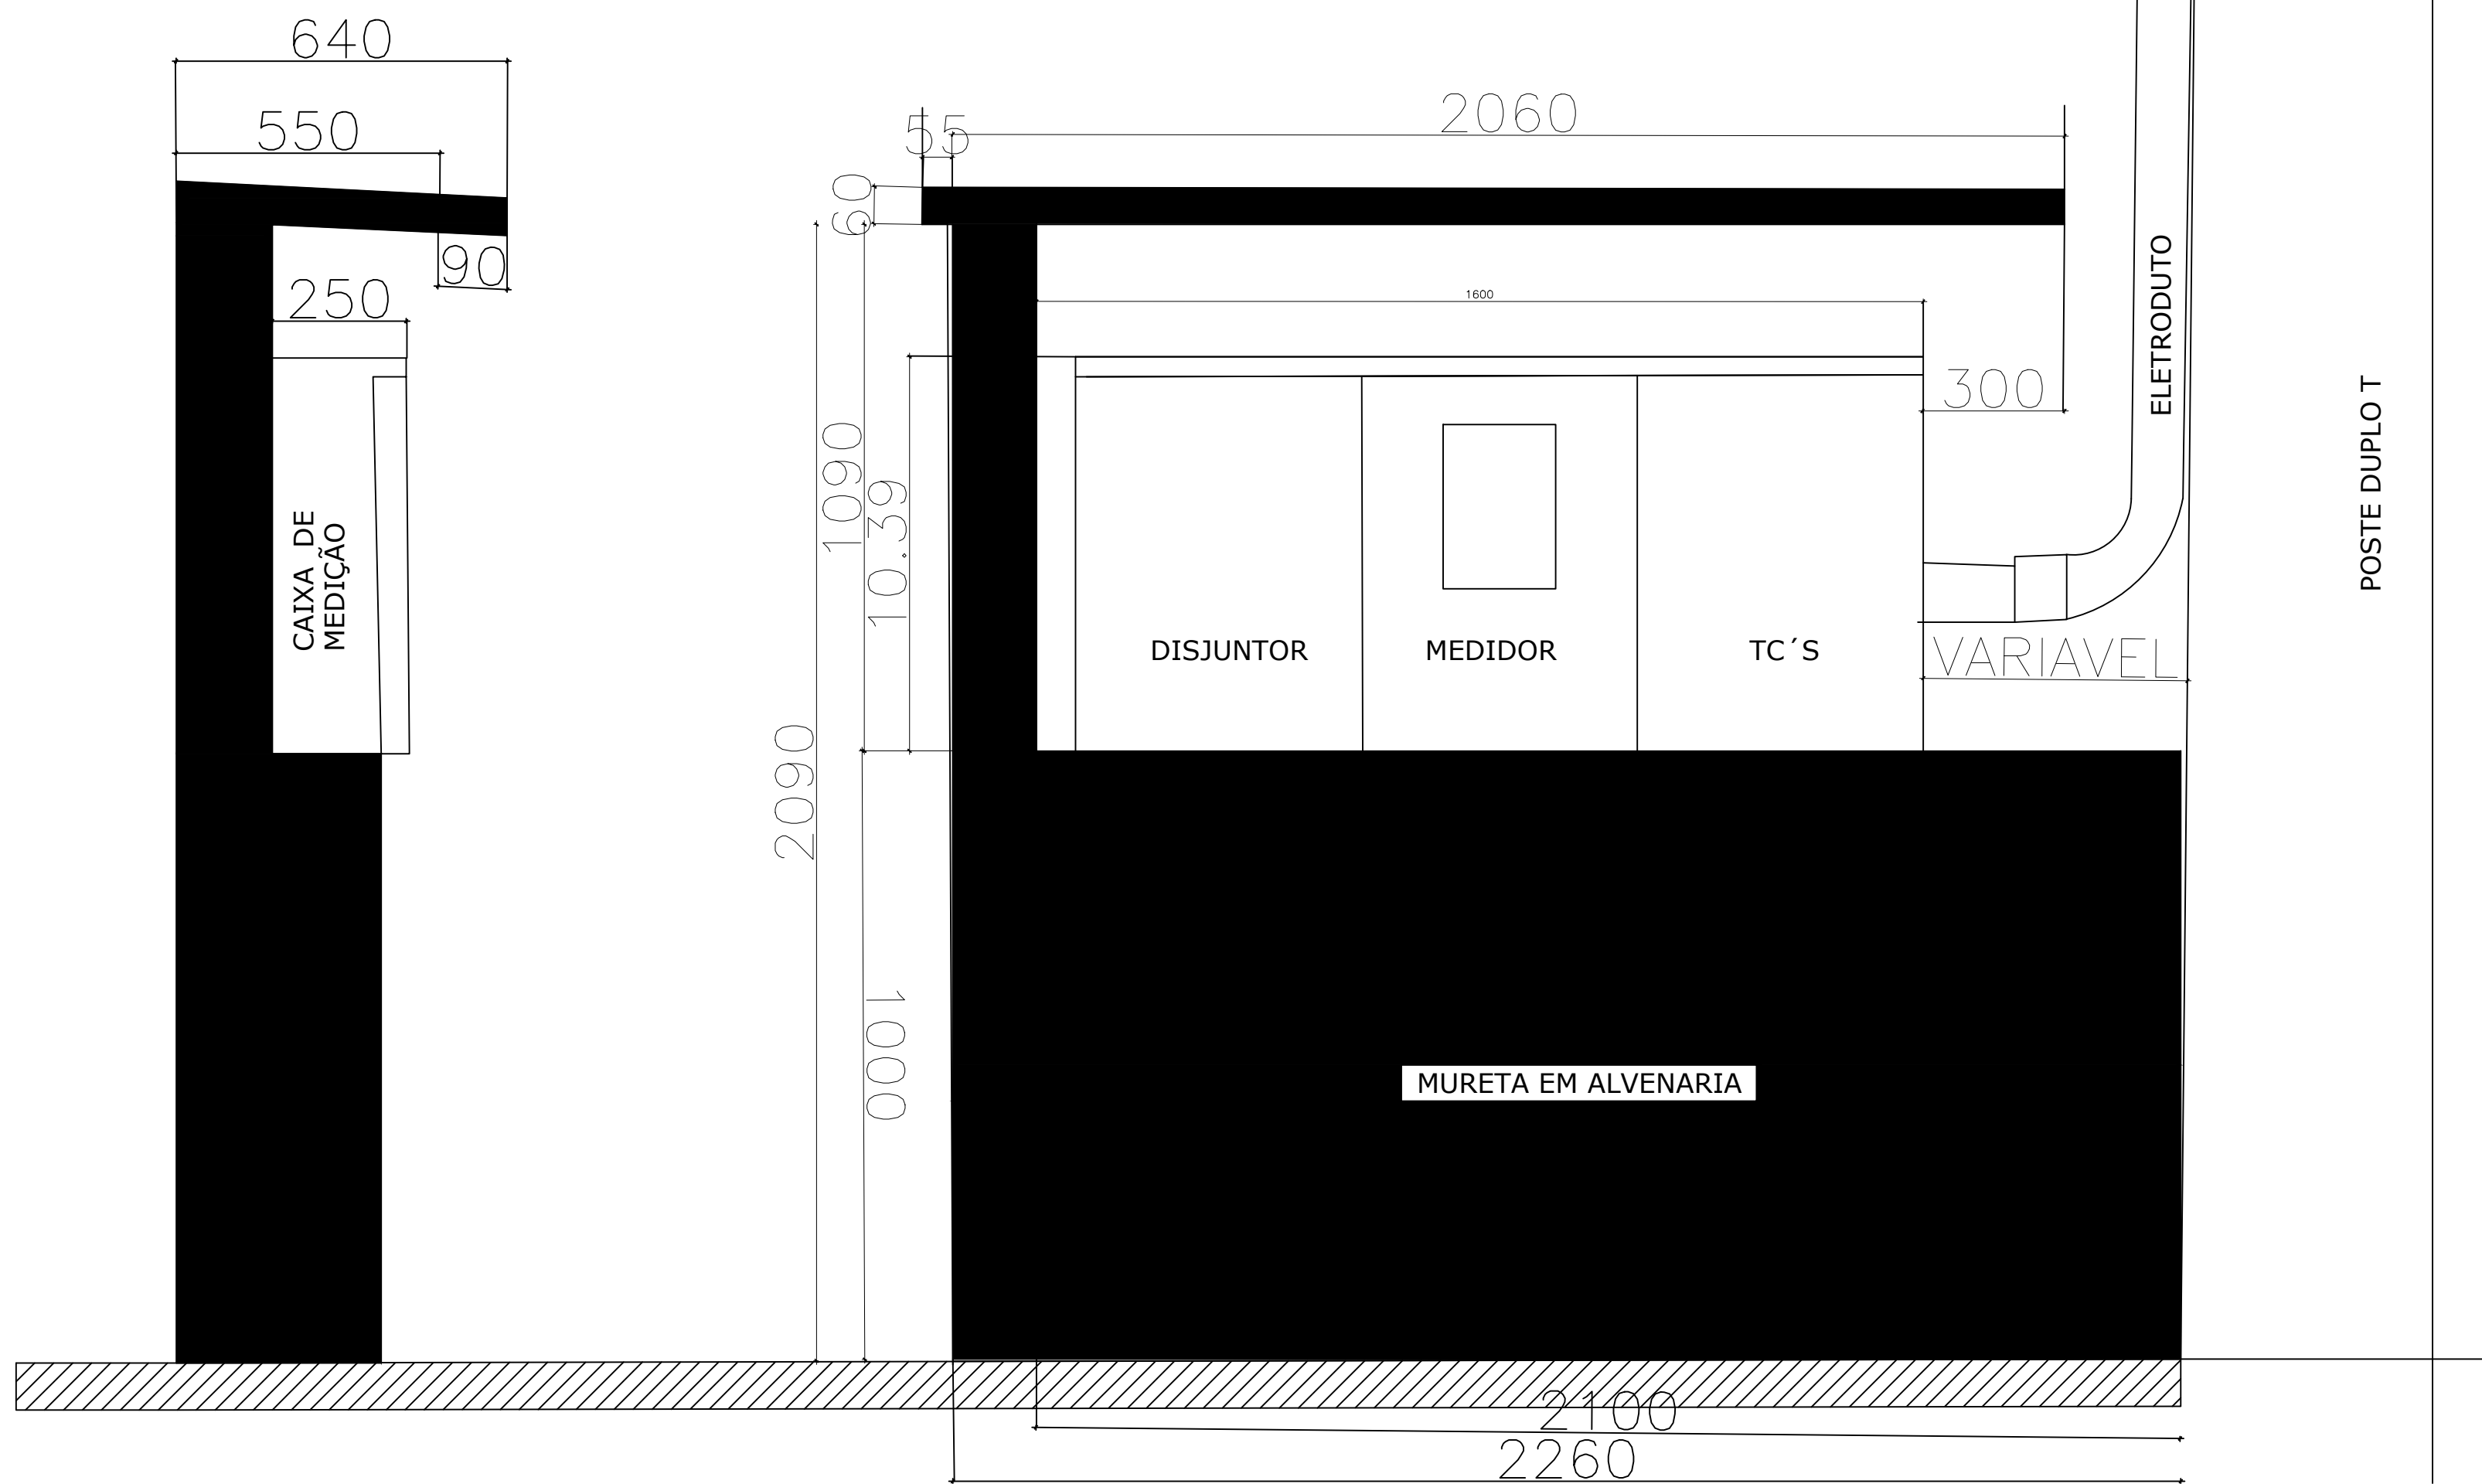 640
550
90
250
CAIXA DE
MEDIÇÃO
55
2060
60
1600
300
1090
10.39
2090
1000
DISJUNTOR
MEDIDOR
TC´S
VARIAVEL
ELETRODUTO
POSTE DUPLO T
MURETA EM ALVENARIA
2100
2260